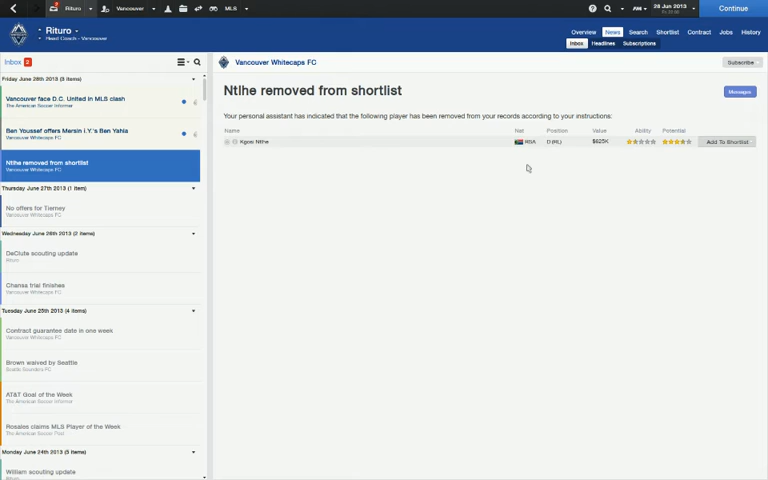 Rituro
Vancouver
MLS
AM
28 Jun 2013
Continue
Rituro
Head Coach - Vancouver
Overview
News
Search
Shortlist
Contract
Jobs
History
Inbox
Headlines
Subscriptions
Inbox 2
Vancouver Whitecaps FC
Subscribe
Friday June 28th 2013 (3 items)
Vancouver face D.C. United in MLS clash
The American Soccer Informer
Ben Youssef offers Mersin I.Y.'s Ben Yahia
Vancouver Whitecaps FC
Ntlhe removed from shortlist
Vancouver Whitecaps FC
Thursday June 27th 2013 (1 item)
No offers for Tierney
Vancouver Whitecaps FC
Wednesday June 26th 2013 (2 items)
DeClute scouting update
Rituro
Chansa trial finishes
Vancouver Whitecaps FC
Tuesday June 25th 2013 (4 items)
Contract guarantee date in one week
Vancouver Whitecaps FC
Brown waived by Seattle
Seattle Sounders FC
AT&T Goal of the Week
The American Soccer Informer
Rosales claims MLS Player of the Week
The American Soccer Post
Monday June 24th 2013 (5 items)
William scouting update
Ntlhe removed from shortlist
Messages
Your personal assistant has indicated that the following player has been removed from your records according to your instructions:
Name
Nat
Position
Value
Ability
Potential
Kgosi Ntlhe
RSA
D (RL)
$825K
Add To Shortlist